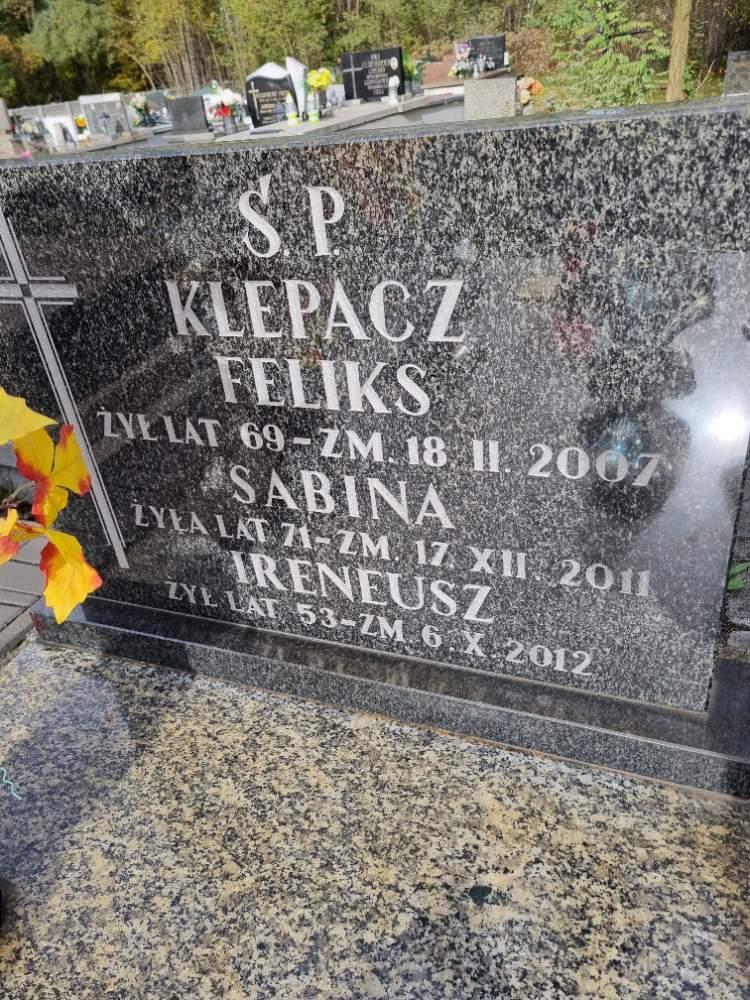 Ś. P.
KLEPACZ
FELIKS
ŻYŁ LAT 69 - ZM. 18. II. 2007
SABINA
ŻYŁA LAT 71 - ZM. 17. XII. 2011
IRENEUSZ
ŻYŁ LAT 53 - ZM. 6. X. 2012